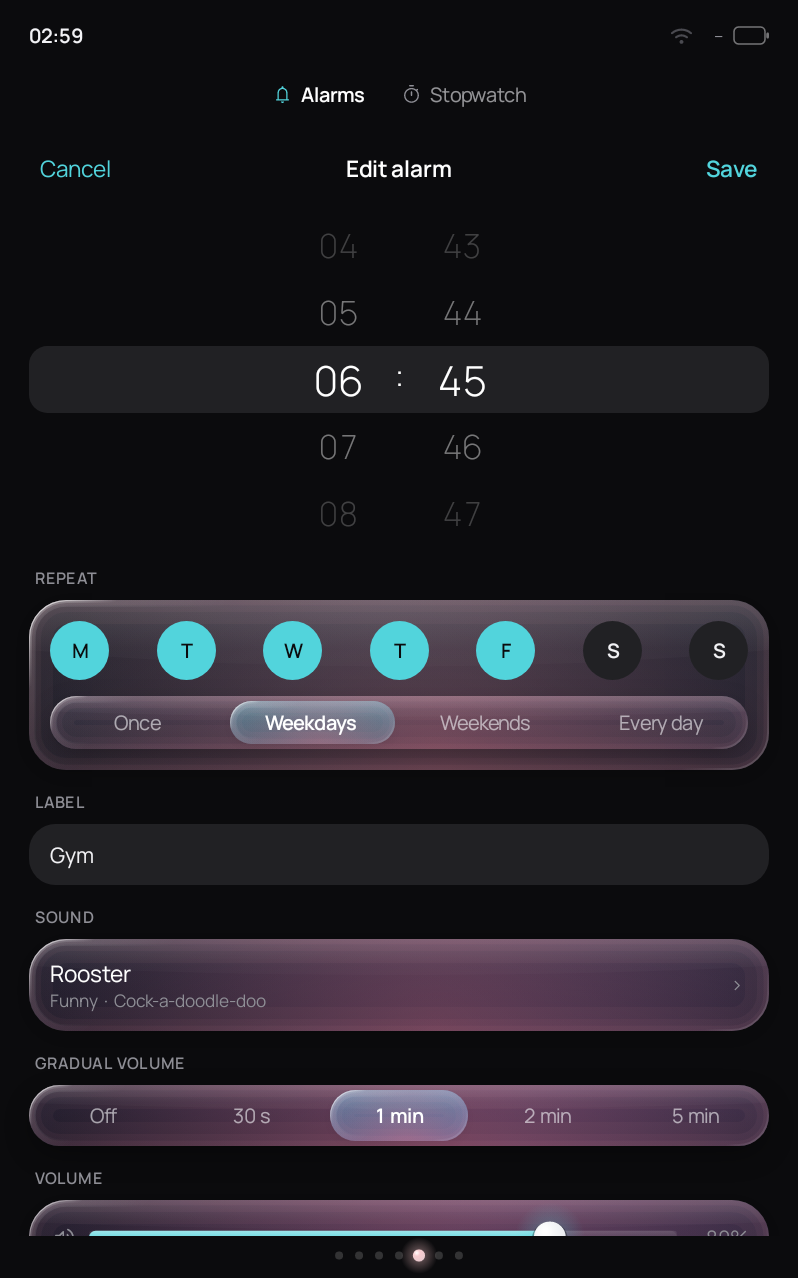 02:59
–
Alarms Stopwatch
Cancel Edit alarm Save
04 43
05 44
06 : 45
07 46
08 47
REPEAT
M T W T F S S
Once Weekdays Weekends Every day
LABEL
Gym
SOUND
Rooster
Funny · Cock-a-doodle-doo
GRADUAL VOLUME
Off 30 s 1 min 2 min 5 min
VOLUME